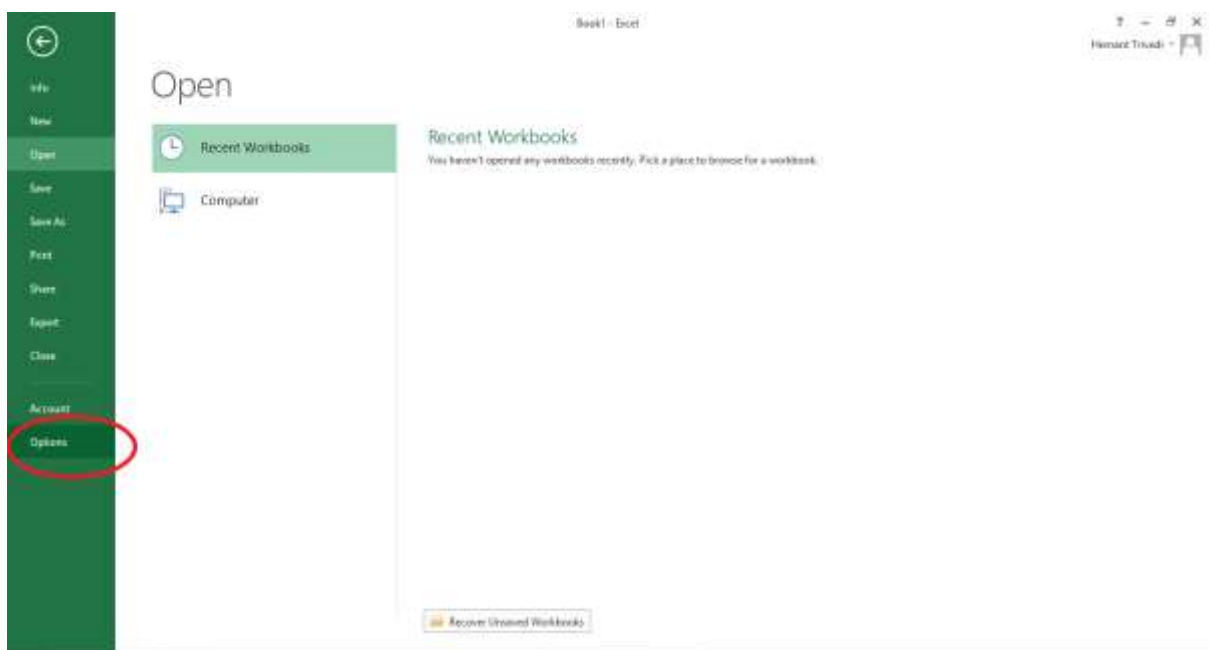 Book1 - Excel
Hemant Trivedi
Info
New
Open
Save
Save As
Print
Share
Export
Close
Account
Options
Open
Recent Workbooks
Computer
Recent Workbooks
You haven't opened any workbooks recently. Pick a place to browse for a workbook.
Recover Unsaved Workbooks